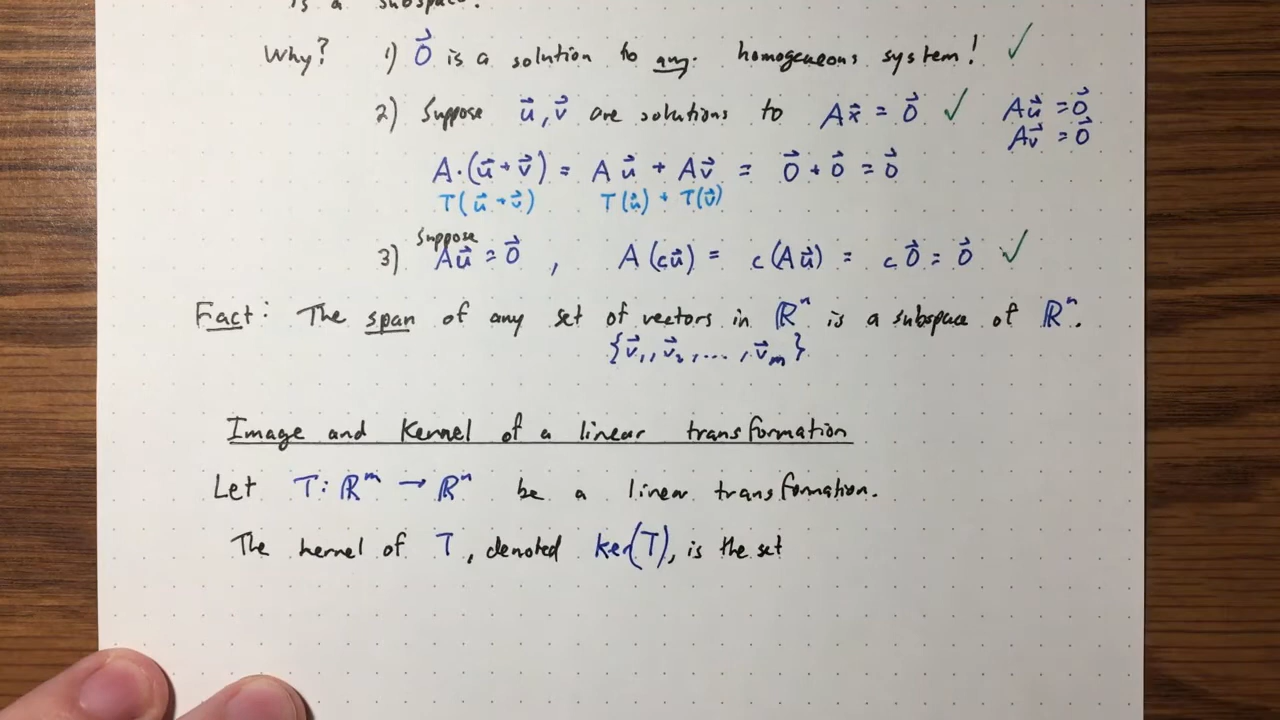 is a subspace.
Why? 1) 0⃗ is a solution to any homogeneous system! ✓
2) Suppose u⃗, v⃗ are solutions to Ax⃗ = 0⃗ ✓ Au⃗ = 0⃗
Av⃗ = 0⃗
A·(u⃗ + v⃗) = Au⃗ + Av⃗ = 0⃗ + 0⃗ = 0⃗
T(u⃗ + v⃗) T(u⃗) + T(v⃗)
3) Suppose Au⃗ = 0⃗, A(cu⃗) = c(Au⃗) = c0⃗ = 0⃗ ✓
Fact: The span of any set of vectors in ℝⁿ is a subspace of ℝⁿ.
{v⃗₁, v⃗₂, ..., v⃗ₘ}
Image and Kernel of a linear transformation
Let T: ℝᵐ → ℝⁿ be a linear transformation.
The kernel of T, denoted ker(T), is the set